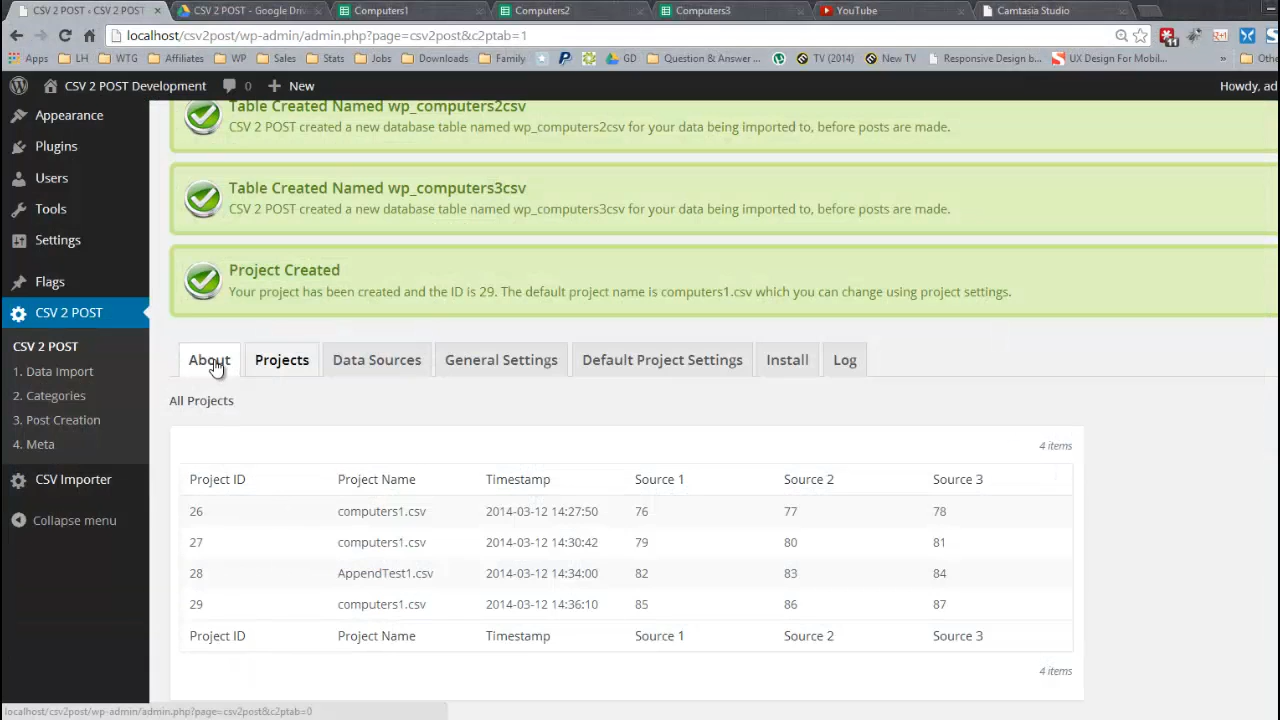 CSV 2 POST ‹ CSV 2 POST
CSV 2 POST - Google Driv
Computers1
Computers2
Computers3
YouTube
Camtasia Studio
localhost/csv2post/wp-admin/admin.php?page=csv2post&c2ptab=1
Apps LH WTG Affiliates WP Sales Stats Jobs Downloads Family GD Question & Answer ... TV (2014) New TV Responsive Design b... UX Design For Mobil... » Othe
CSV 2 POST Development 0 New Howdy, ad
Appearance
Plugins
Users
Tools
Settings
Flags
CSV 2 POST
CSV 2 POST
1. Data Import
2. Categories
3. Post Creation
4. Meta
CSV Importer
Collapse menu
Table Created Named wp_computers2csv
CSV 2 POST created a new database table named wp_computers2csv for your data being imported to, before posts are made.
Table Created Named wp_computers3csv
CSV 2 POST created a new database table named wp_computers3csv for your data being imported to, before posts are made.
Project Created
Your project has been created and the ID is 29. The default project name is computers1.csv which you can change using project settings.
About Projects Data Sources General Settings Default Project Settings Install Log
All Projects
4 items
Project ID Project Name Timestamp Source 1 Source 2 Source 3
26 computers1.csv 2014-03-12 14:27:50 76 77 78
27 computers1.csv 2014-03-12 14:30:42 79 80 81
28 AppendTest1.csv 2014-03-12 14:34:00 82 83 84
29 computers1.csv 2014-03-12 14:36:10 85 86 87
Project ID Project Name Timestamp Source 1 Source 2 Source 3
4 items
localhost/csv2post/wp-admin/admin.php?page=csv2post&c2ptab=0